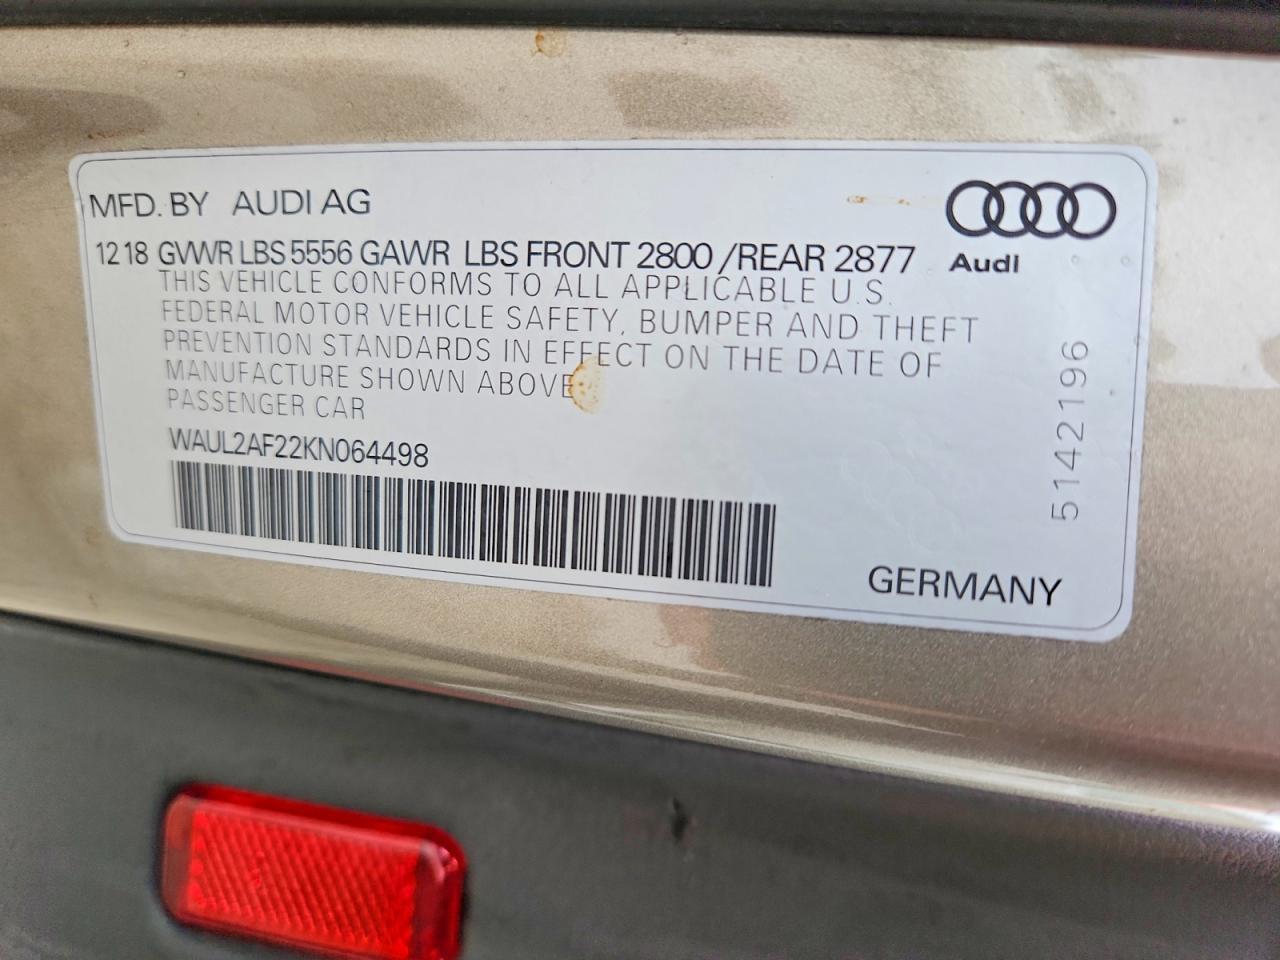 MFD. BY AUDI AG
12 18 GVWR LBS 5556 GAWR LBS FRONT 2800 / REAR 2877
Audi
THIS VEHICLE CONFORMS TO ALL APPLICABLE U.S.
FEDERAL MOTOR VEHICLE SAFETY, BUMPER AND THEFT
PREVENTION STANDARDS IN EFFECT ON THE DATE OF
MANUFACTURE SHOWN ABOVE
PASSENGER CAR
WAUL2AF22KN064498
5142196
GERMANY